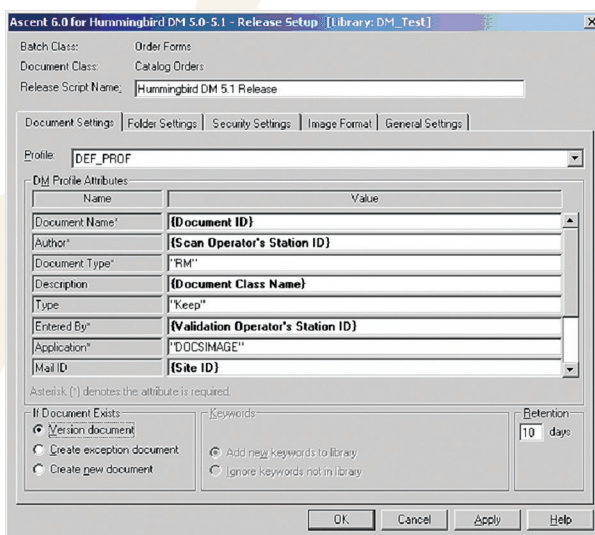 Ascent 6.0 for Hummingbird DM 5.0-5.1 - Release Setup [Library: DM_Test]
Batch Class: Order Forms
Document Class: Catalog Orders
Release Script Name: Hummingbird DM 5.1 Release
Document Settings Folder Settings Security Settings Image Format General Settings
Profile: DEF_PROF
DM Profile Attributes
Name Value
Document Name* {Document ID}
Author* {Scan Operator's Station ID}
Document Type* "RM"
Description {Document Class Name}
Type "Keep"
Entered By* {Validation Operator's Station ID}
Application* "DOCSIMAGE"
Mail ID {Site ID}
Asterisk (*) denotes the attribute is required.
If Document Exists Keywords Retention
Version document 10 days
Create exception document Add new keywords to library
Create new document Ignore keywords not in library
OK Cancel Apply Help